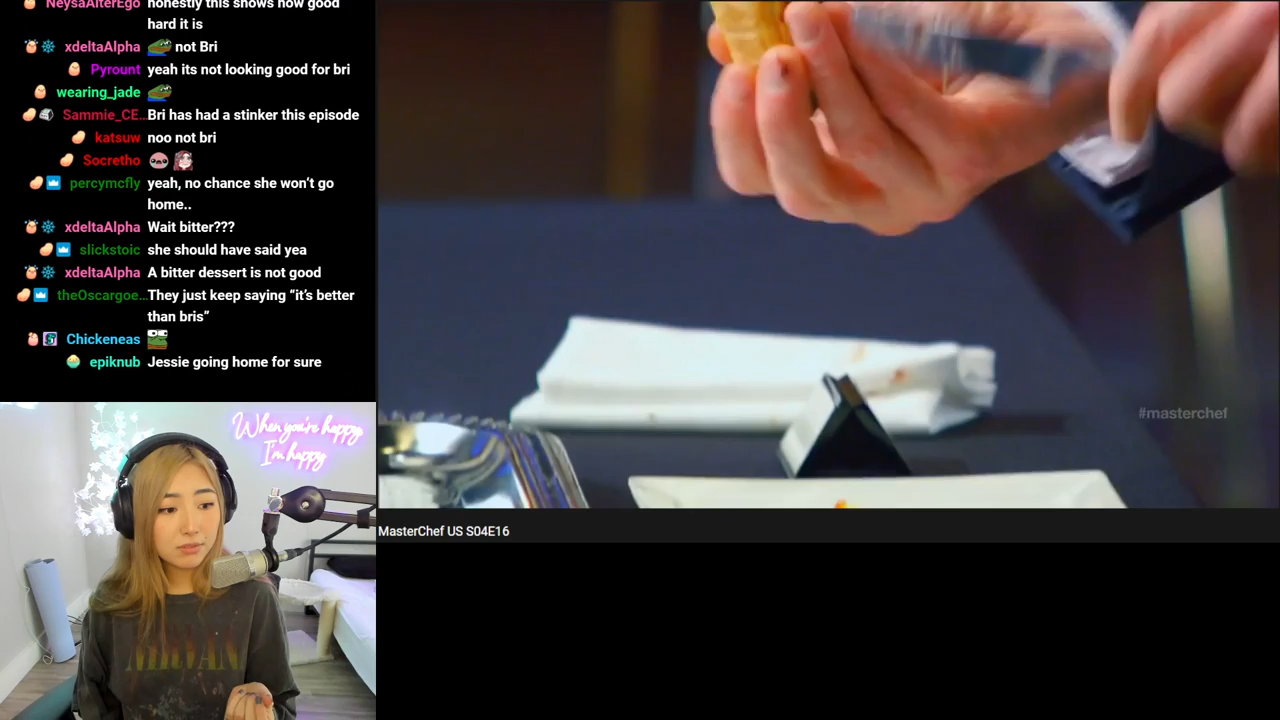 NeysaAlterEgo honestly this shows how good
hard it is
xdeltaAlpha not Bri
Pyrount yeah its not looking good for bri
wearing_jade
Sammie_CE… Bri has had a stinker this episode
katsuw noo not bri
Socretho
percymcfly yeah, no chance she won't go
home..
xdeltaAlpha Wait bitter???
slickstoic she should have said yea
xdeltaAlpha A bitter dessert is not good
theOscargoe… They just keep saying “it's better
than bris”
Chickeneas
epiknub Jessie going home for sure
When you're happy
I'm happy
NIRVAN
#masterchef
MasterChef US S04E16